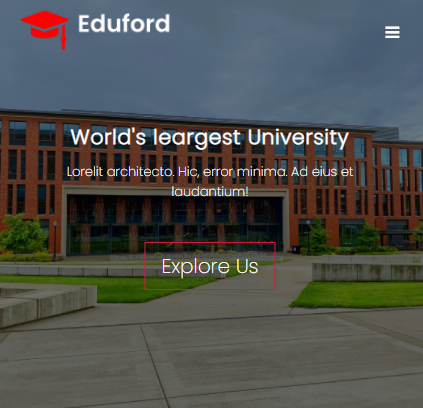 Eduford
World's leargest University
Lorelit architecto. Hic, error minima. Ad eius et
laudantium!
Explore Us